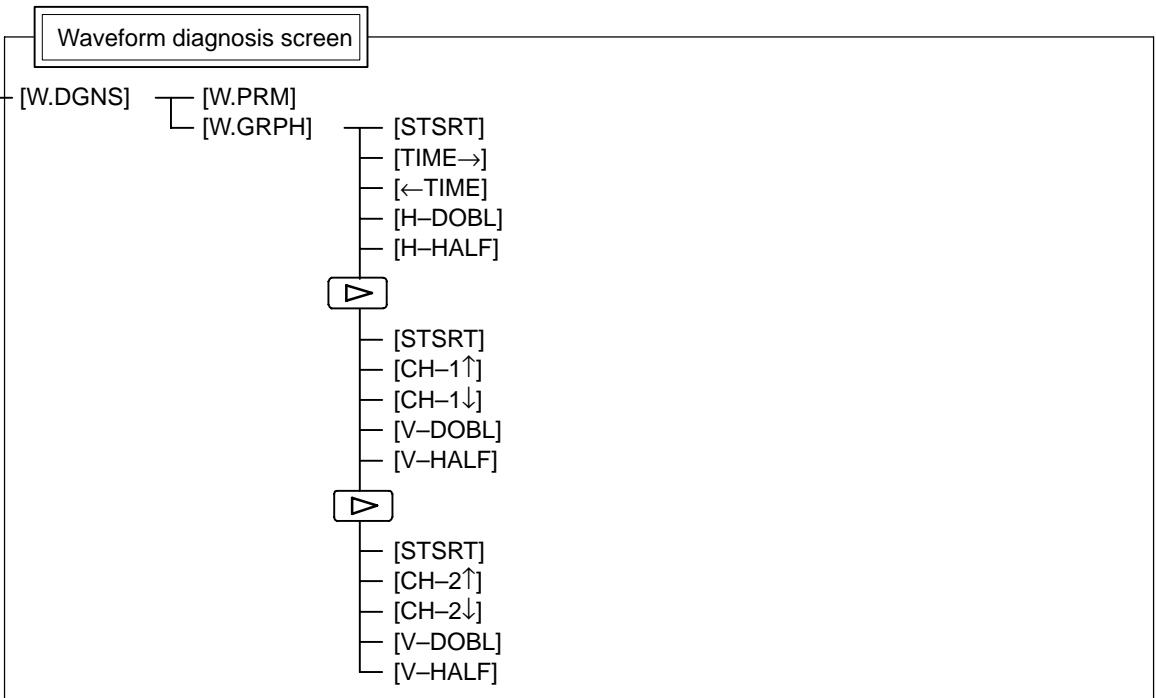 Waveform diagnosis screen
[W.DGNS] [W.PRM]
[W.GRPH] [STSRT]
[TIME→]
[←TIME]
[H–DOBL]
[H–HALF]
[STSRT]
[CH–1↑]
[CH–1↓]
[V–DOBL]
[V–HALF]
[STSRT]
[CH–2↑]
[CH–2↓]
[V–DOBL]
[V–HALF]